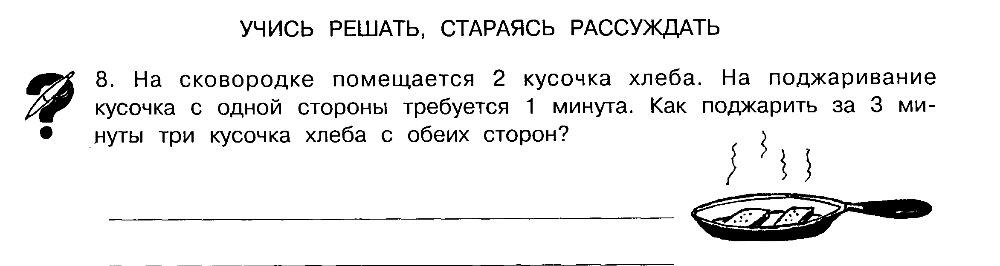 УЧИСЬ РЕШАТЬ, СТАРАЯСЬ РАССУЖДАТЬ
8. На сковородке помещается 2 кусочка хлеба. На поджаривание
кусочка с одной стороны требуется 1 минута. Как поджарить за 3 ми-
нуты три кусочка хлеба с обеих сторон?